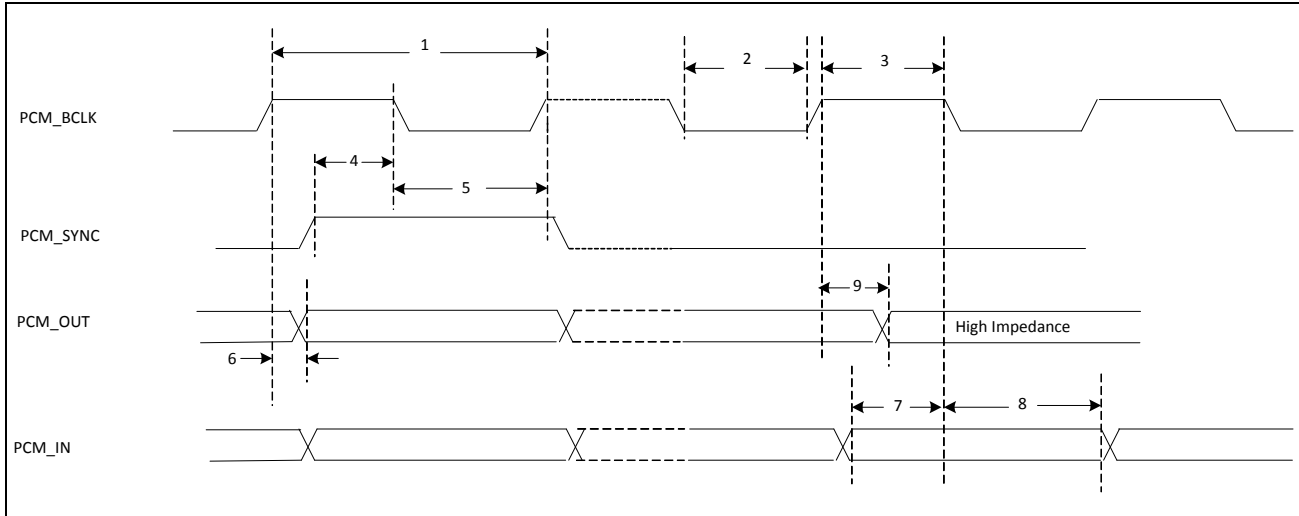 1
2
3
PCM_BCLK
4
5
PCM_SYNC
9
PCM_OUT
High Impedance
6
7
8
PCM_IN